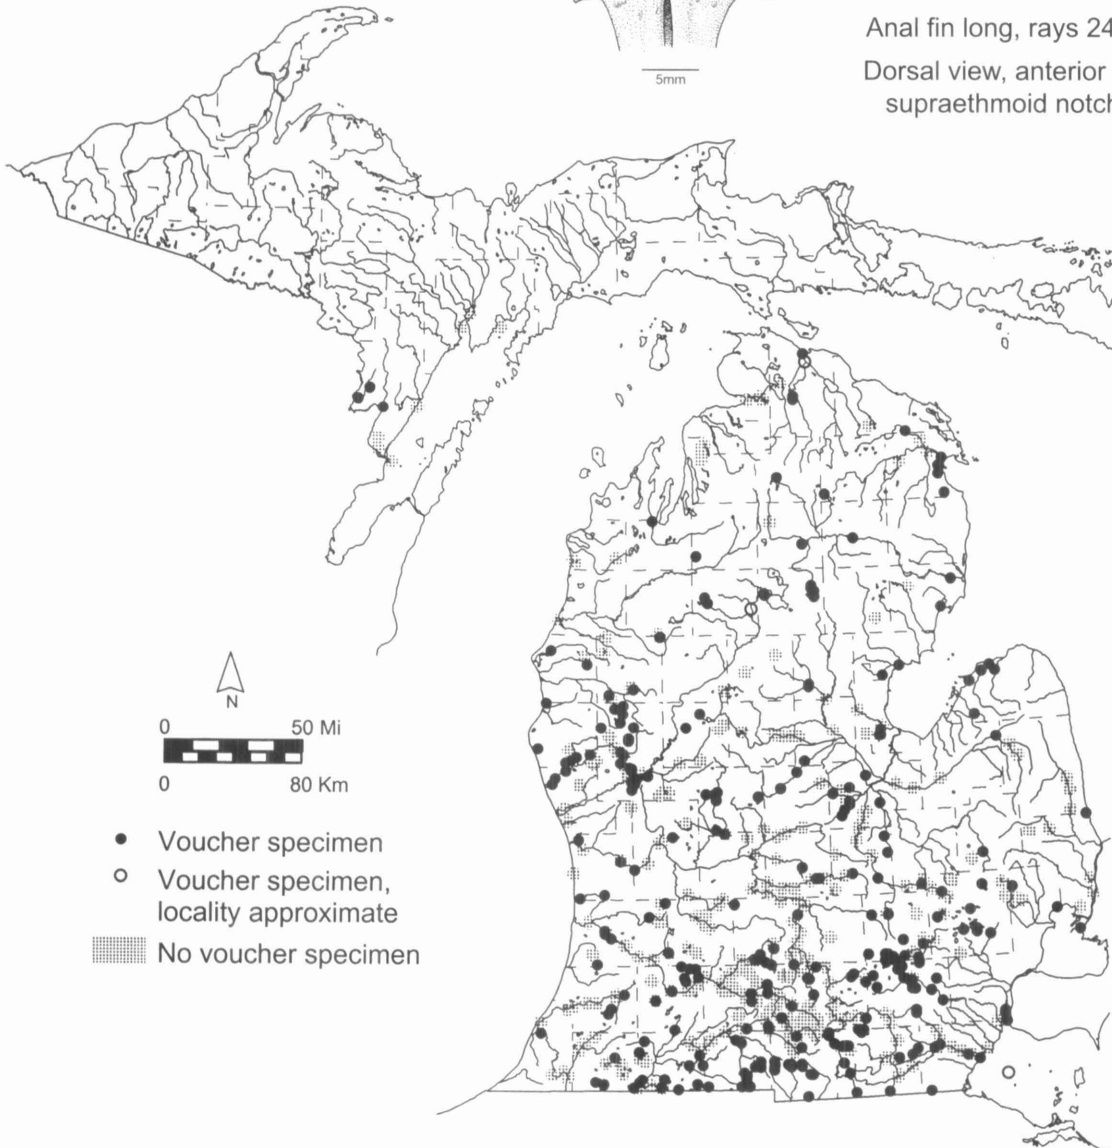 Anal fin long, rays 24
5mm
Dorsal view, anterior
supraethmoid notch
N
0 50 Mi
0 80 Km
Voucher specimen
Voucher specimen,
locality approximate
No voucher specimen